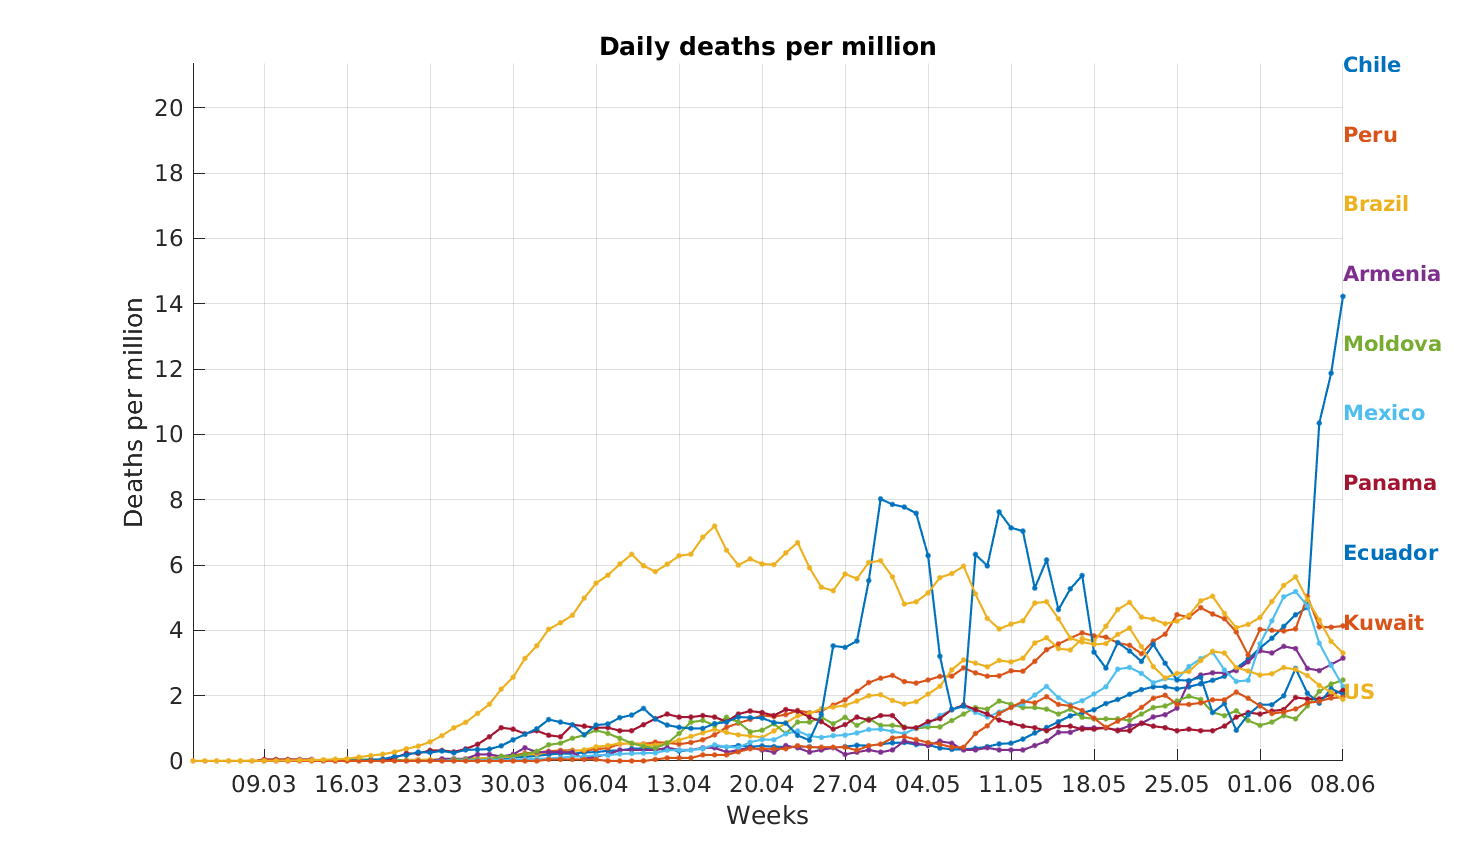 Daily deaths per million
Chile
20
Peru
18
Brazil
16
Armenia
14
Moldova
12
Mexico
10
Panama
8
Ecuador
6
Kuwait
4
US
2
0
Deaths per million
09.03 16.03 23.03 30.03 06.04 13.04 20.04 27.04 04.05 11.05 18.05 25.05 01.06 08.06
Weeks